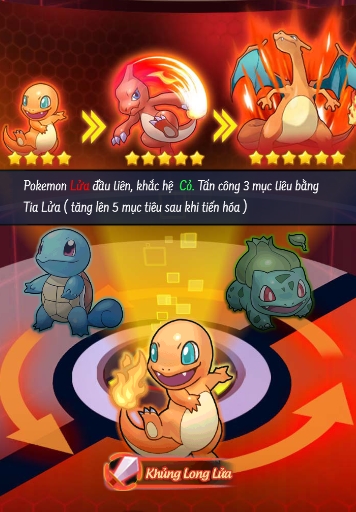 Pokemon Lửa đầu tiên, khắc hệ Cỏ. Tấn công 3 mục tiêu bằng
Tia Lửa ( tăng lên 5 mục tiêu sau khi tiến hóa )
Khủng Long Lửa